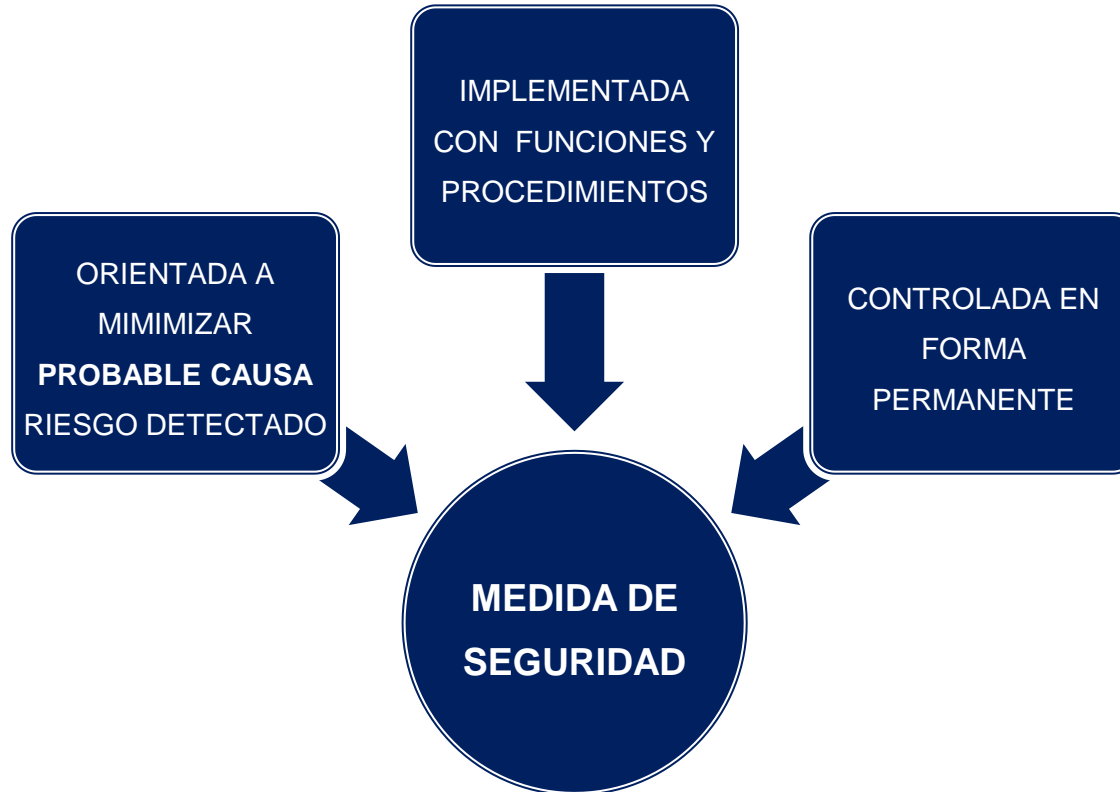 IMPLEMENTADA
CON FUNCIONES Y
PROCEDIMIENTOS
ORIENTADA A
MIMIMIZAR
PROBABLE CAUSA
RIESGO DETECTADO
CONTROLADA EN
FORMA
PERMANENTE
MEDIDA DE
SEGURIDAD